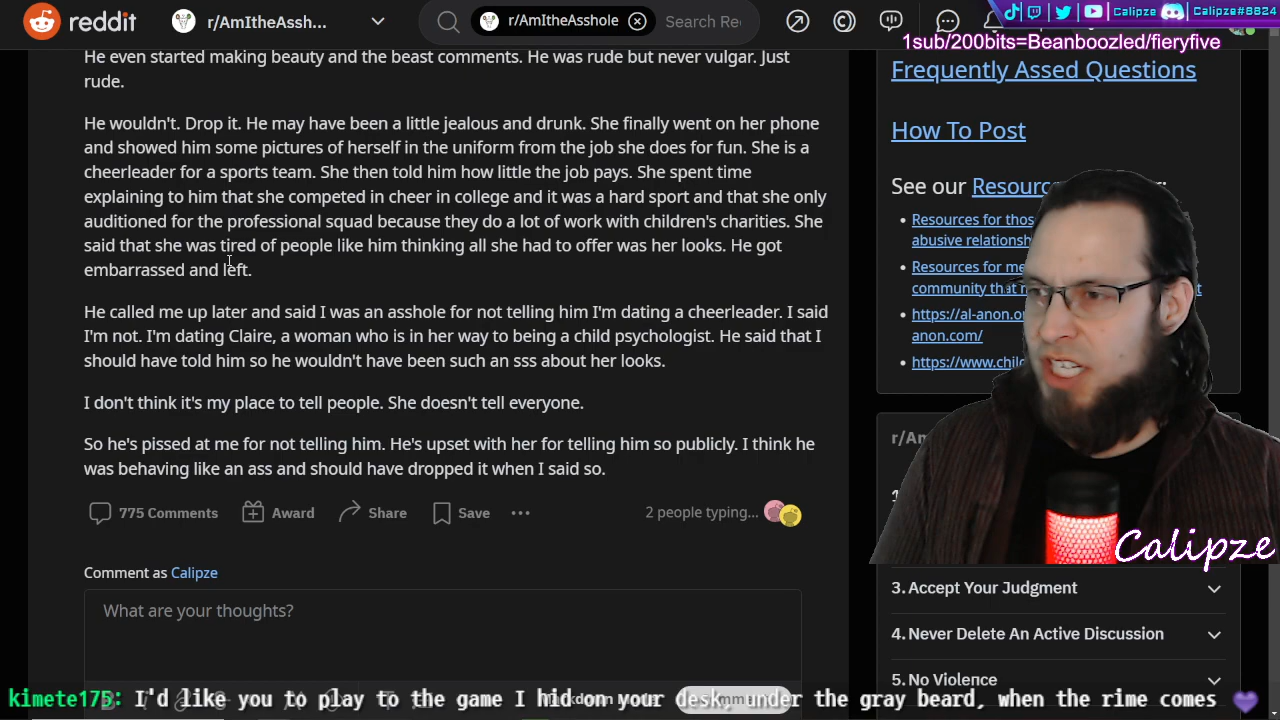 reddit
r/AmItheAssh...
r/AmItheAsshole
Search Re
Calipze
Calipze#8824
1sub/200bits=Beanboozled/fieryfive
He even started making beauty and the beast comments. He was rude but never vulgar. Just
rude.
He wouldn't. Drop it. He may have been a little jealous and drunk. She finally went on her phone
and showed him some pictures of herself in the uniform from the job she does for fun. She is a
cheerleader for a sports team. She then told him how little the job pays. She spent time
explaining to him that she competed in cheer in college and it was a hard sport and that she only
auditioned for the professional squad because they do a lot of work with children's charities. She
said that she was tired of people like him thinking all she had to offer was her looks. He got
embarrassed and left.
He called me up later and said I was an asshole for not telling him I'm dating a cheerleader. I said
I'm not. I'm dating Claire, a woman who is in her way to being a child psychologist. He said that I
should have told him so he wouldn't have been such an sss about her looks.
I don't think it's my place to tell people. She doesn't tell everyone.
So he's pissed at me for not telling him. He's upset with her for telling him so publicly. I think he
was behaving like an ass and should have dropped it when I said so.
775 Comments
Award
Share
Save
2 people typing...
Comment as Calipze
What are your thoughts?
Frequently Assed Questions
How To Post
See our Resourc
Resources for those
abusive relationsh
Resources for me
community that
https://al-anon.or
anon.com/
https://www.chil
r/Am
Calipze
3. Accept Your Judgment
4. Never Delete An Active Discussion
5. No Violence
kimete175: I'd like you to play to the game I hid on your desk, under the gray beard, when the rime comes